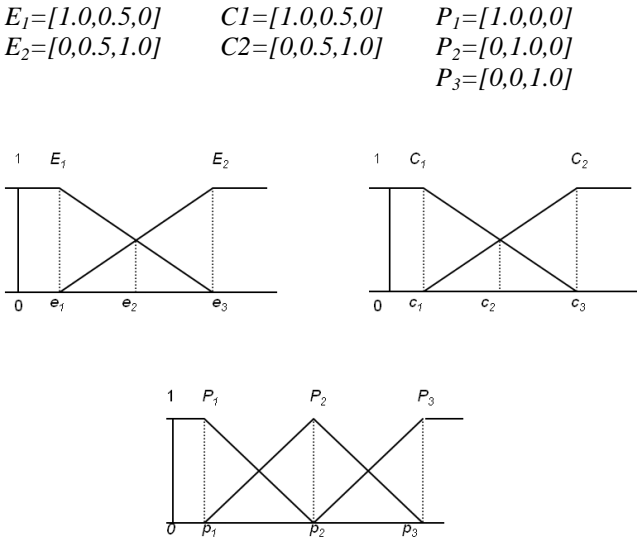 E1=[1.0,0.5,0] C1=[1.0,0.5,0] P1=[1.0,0,0]
E2=[0,0.5,1.0] C2=[0,0.5,1.0] P2=[0,1.0,0]
P3=[0,0,1.0]
1 E1 E2
0 e1 e2 e3
1 C1 C2
0 c1 c2 c3
1 P1 P2 P3
0 p1 p2 p3